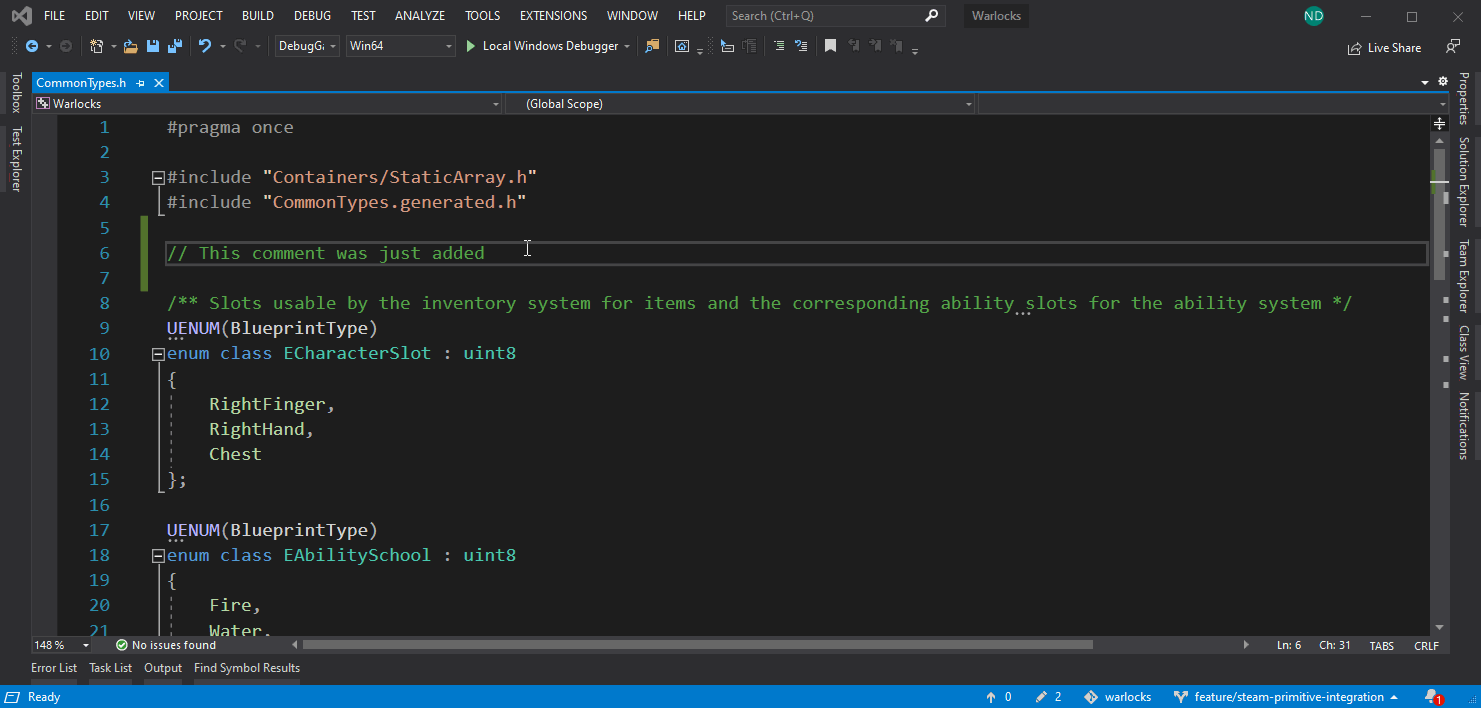 FILE EDIT VIEW PROJECT BUILD DEBUG TEST ANALYZE TOOLS EXTENSIONS WINDOW HELP Search (Ctrl+Q) Warlocks ND
Win64 Local Windows Debugger Live Share
CommonTypes.h
Warlocks (Global Scope)
1 #pragma once
2
3 #include "Containers/StaticArray.h"
4 #include "CommonTypes.generated.h"
5
6 // This comment was just added
7
8 /** Slots usable by the inventory system for items and the corresponding ability slots for the ability system */
9 UENUM(BlueprintType)
10 enum class ECharacterSlot : uint8
11 {
12 RightFinger,
13 RightHand,
14 Chest
15 };
16
17 UENUM(BlueprintType)
18 enum class EAbilitySchool : uint8
19 {
20 Fire,
21 Water,
Toolbox
Test Explorer
Properties
Solution Explorer
Team Explorer
Class View
Notifications
148 % No issues found Ln: 6 Ch: 31 TABS CRLF
Error List Task List Output Find Symbol Results
Ready 0 2 warlocks feature/steam-primitive-integration 1